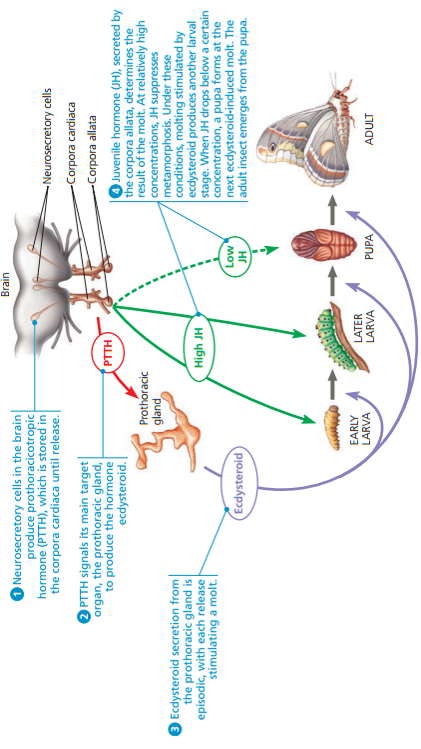 Brain
Neurosecretory cells
Corpora cardiaca
Corpora allata
1 Neurosecretory cells in the brain
produce prothoracicotropic
hormone (PTTH), which is stored in
the corpora cardiaca until release.
2 PTTH signals its main target
organ, the prothoracic gland,
to produce the hormone
ecdysteroid.
PTTH
Prothoracic
gland
3 Ecdysteroid secretion from
the prothoracic gland is
episodic, with each release
stimulating a molt.
Ecdysteroid
High JH
Low
JH
4 Juvenile hormone (JH), secreted by
the corpora allata, determines the
result of the molt. At relatively high
concentrations, JH suppresses
metamorphosis. Under these
conditions, molting stimulated by
ecdysteroid produces another larval
stage. When JH drops below a certain
concentration, a pupa forms at the
next ecdysteroid-induced molt. The
adult insect emerges from the pupa.
EARLY
LARVA
LATER
LARVA
PUPA
ADULT